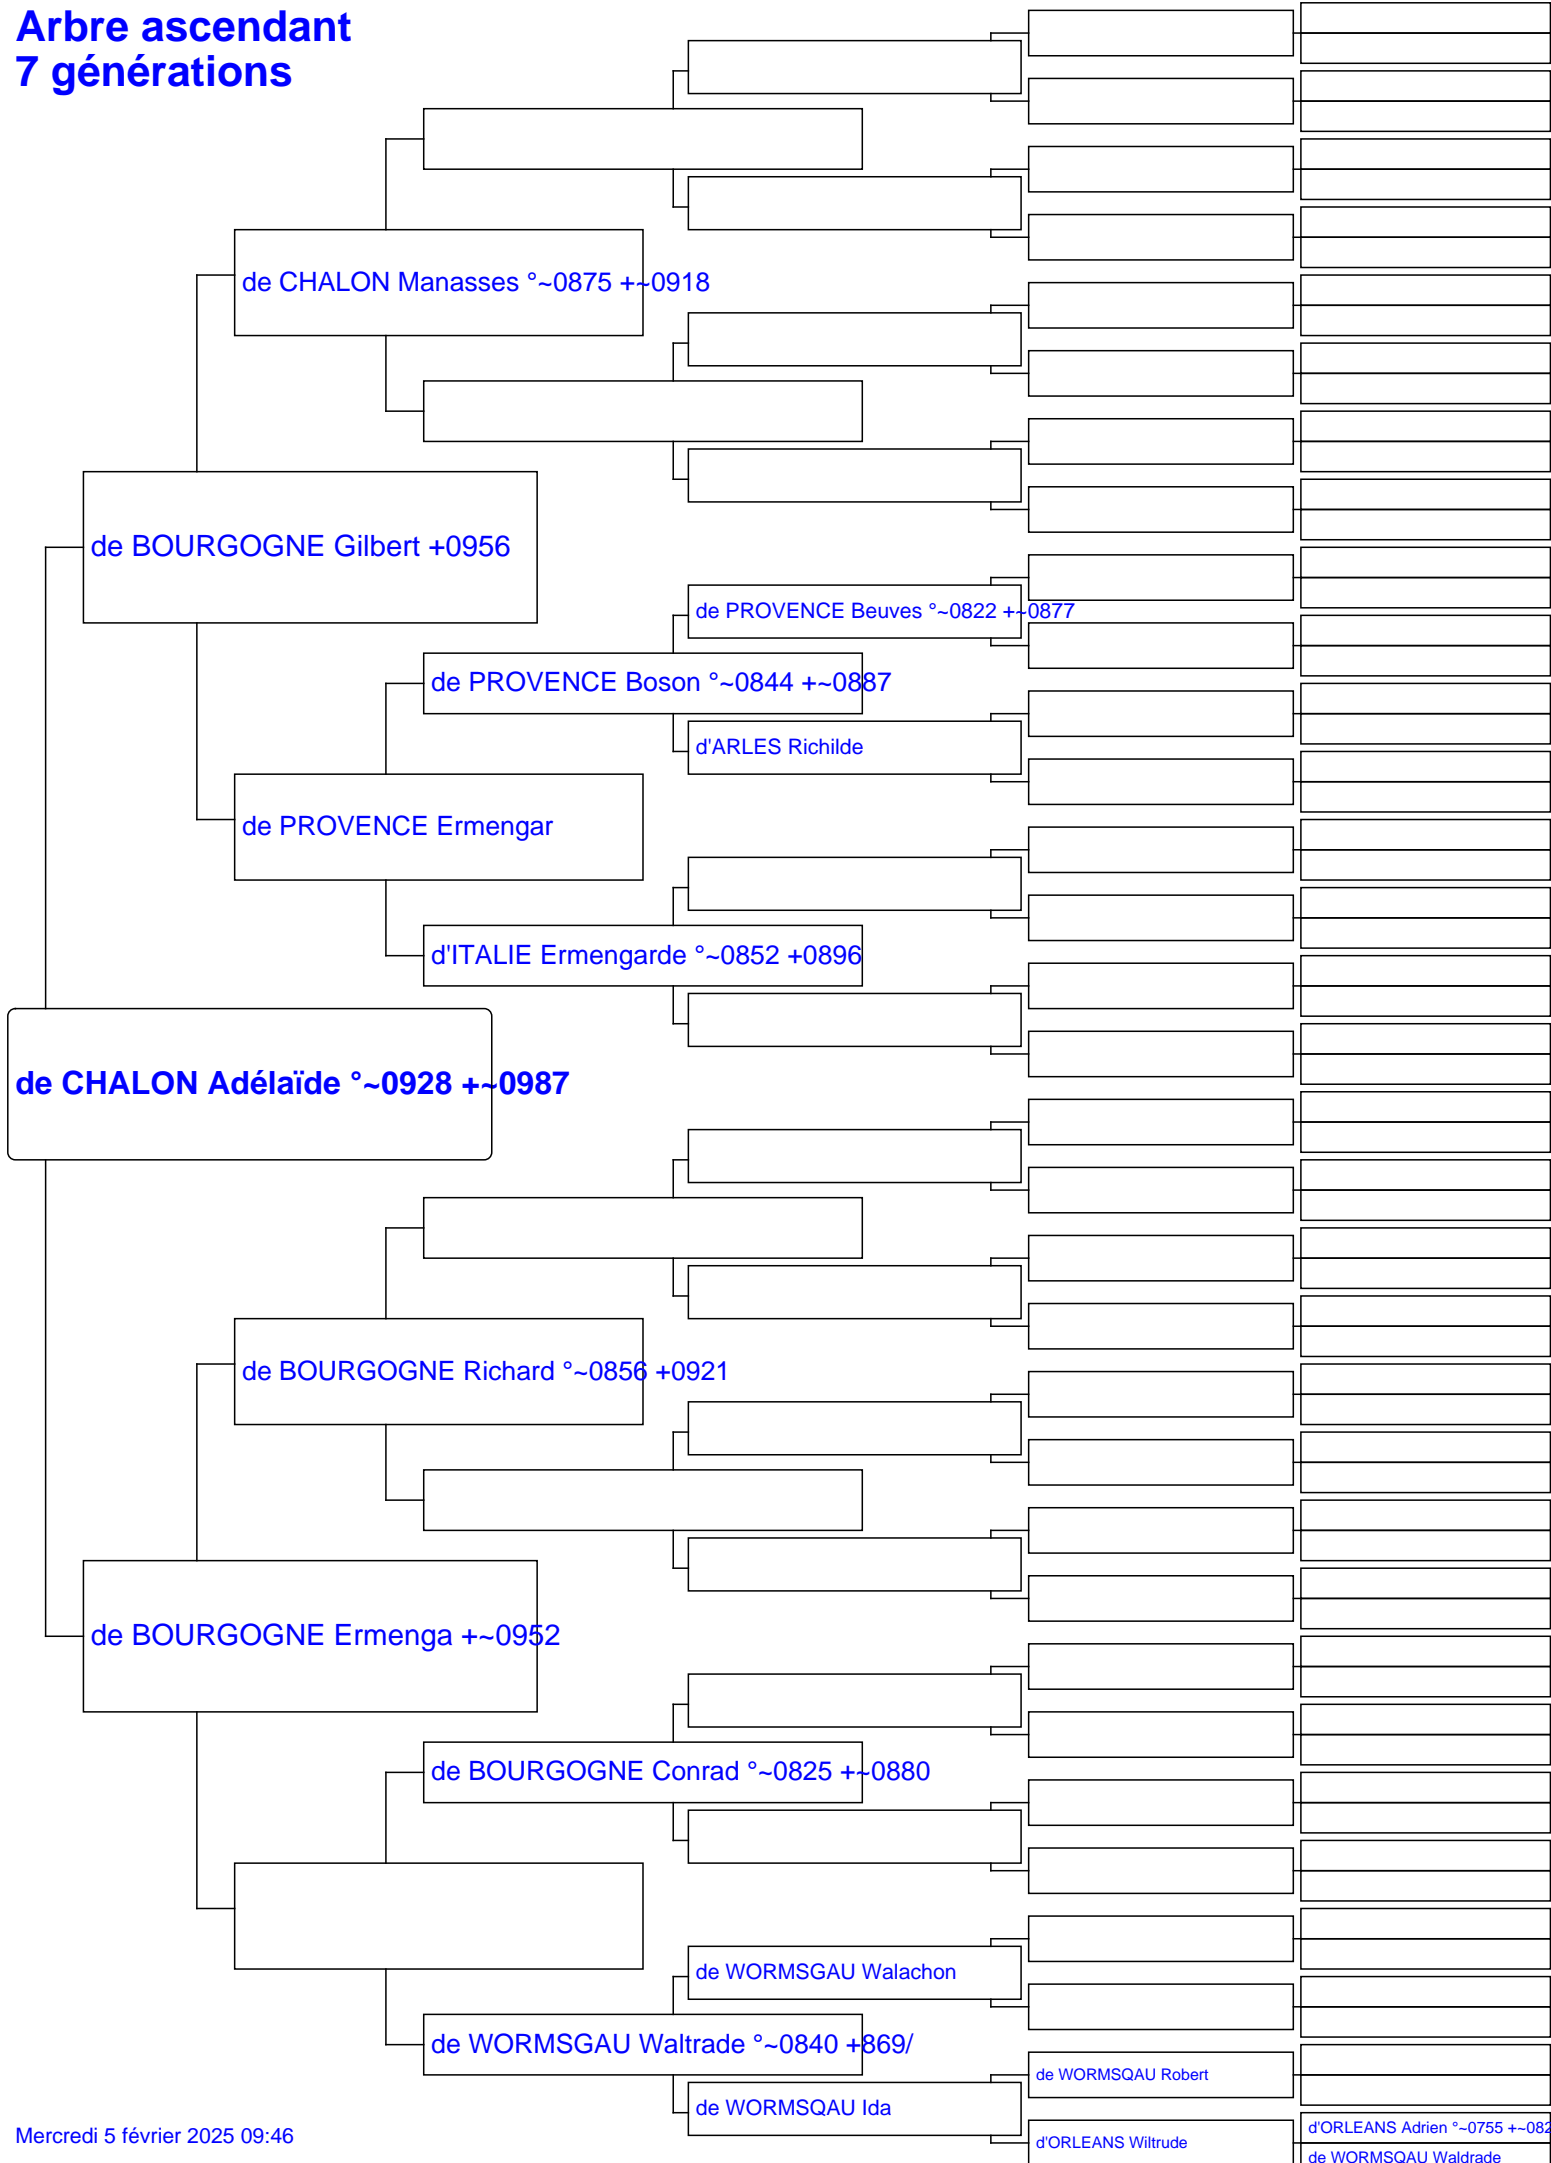 Arbre ascendant
7 générations
de CHALON Manasses °~0875 +~0918
de BOURGOGNE Gilbert +0956
de PROVENCE Beuves °~0822 +~0877
de PROVENCE Boson °~0844 +~0887
d'ARLES Richilde
de PROVENCE Ermengar
d'ITALIE Ermengarde °~0852 +0896
de CHALON Adélaïde °~0928 +~0987
de BOURGOGNE Richard °~0856 +0921
de BOURGOGNE Ermenga +~0952
de BOURGOGNE Conrad °~0825 +~0880
de WORMSGAU Walachon
de WORMSGAU Waltrade °~0840 +869/
de WORMSQAU Robert
de WORMSQAU Ida
d'ORLEANS Adrien °~0755 +~082
d'ORLEANS Wiltrude
de WORMSQAU Waldrade
Mercredi 5 février 2025 09:46